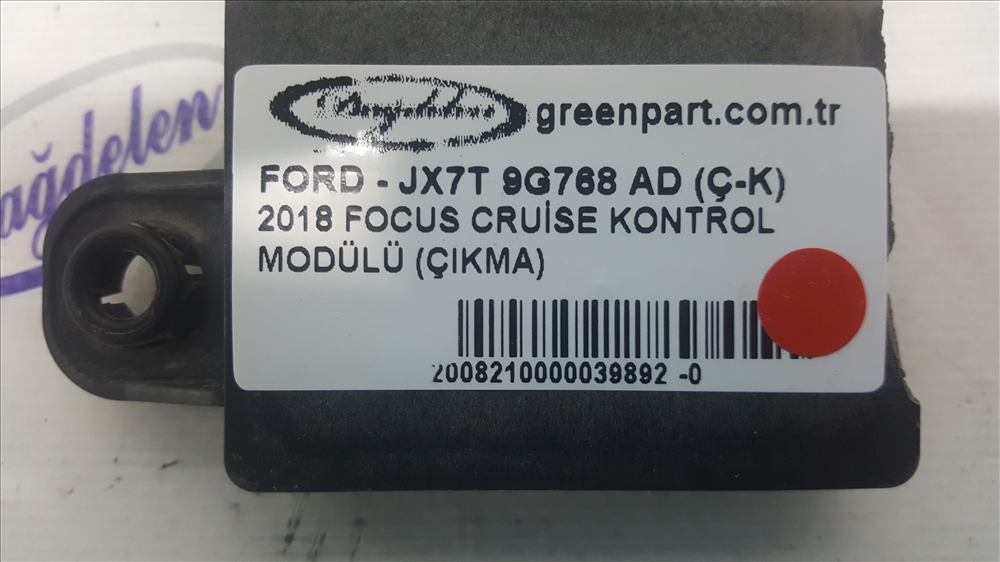 ağdelen
greenpart.com.tr
FORD - JX7T 9G768 AD (Ç-K)
2018 FOCUS CRUİSE KONTROL
MODÜLÜ (ÇIKMA)
2008210000039892 -0